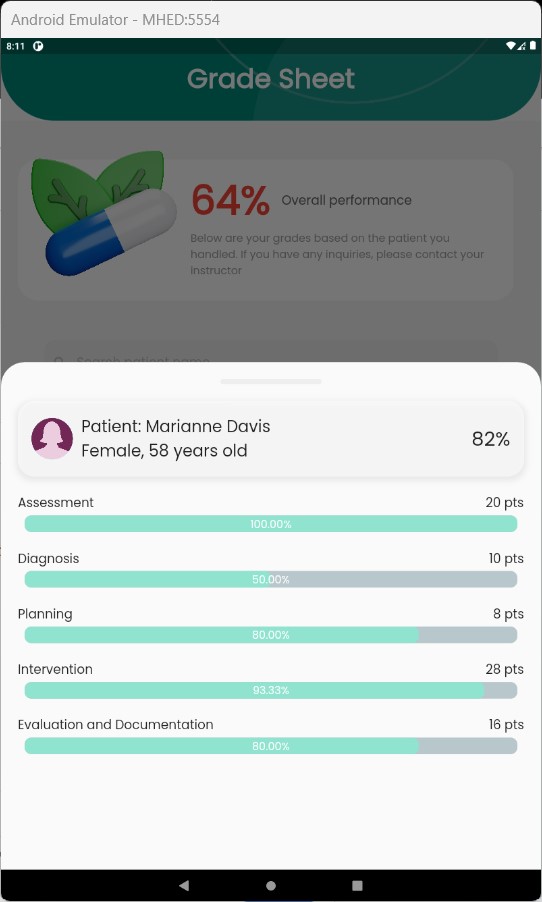 Android Emulator - MHED:5554
8:11
Grade Sheet
64% Overall performance
Below are your grades based on the patient you
handled. If you have any inquiries, please contact your
instructor
Search patient name
Patient: Marianne Davis
Female, 58 years old
82%
Assessment 20 pts
100.00%
Diagnosis 10 pts
50.00%
Planning 8 pts
80.00%
Intervention 28 pts
93.33%
Evaluation and Documentation 16 pts
80.00%